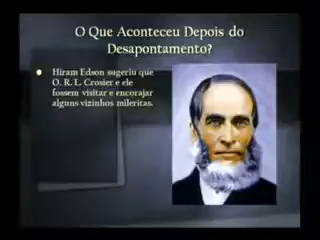 O Que Aconteceu Depois do
Desapontamento?
Hiram Edson sugeriu que
O. R. L. Crosier e ele
fossem visitar e encorajar
alguns vizinhos mileritas.